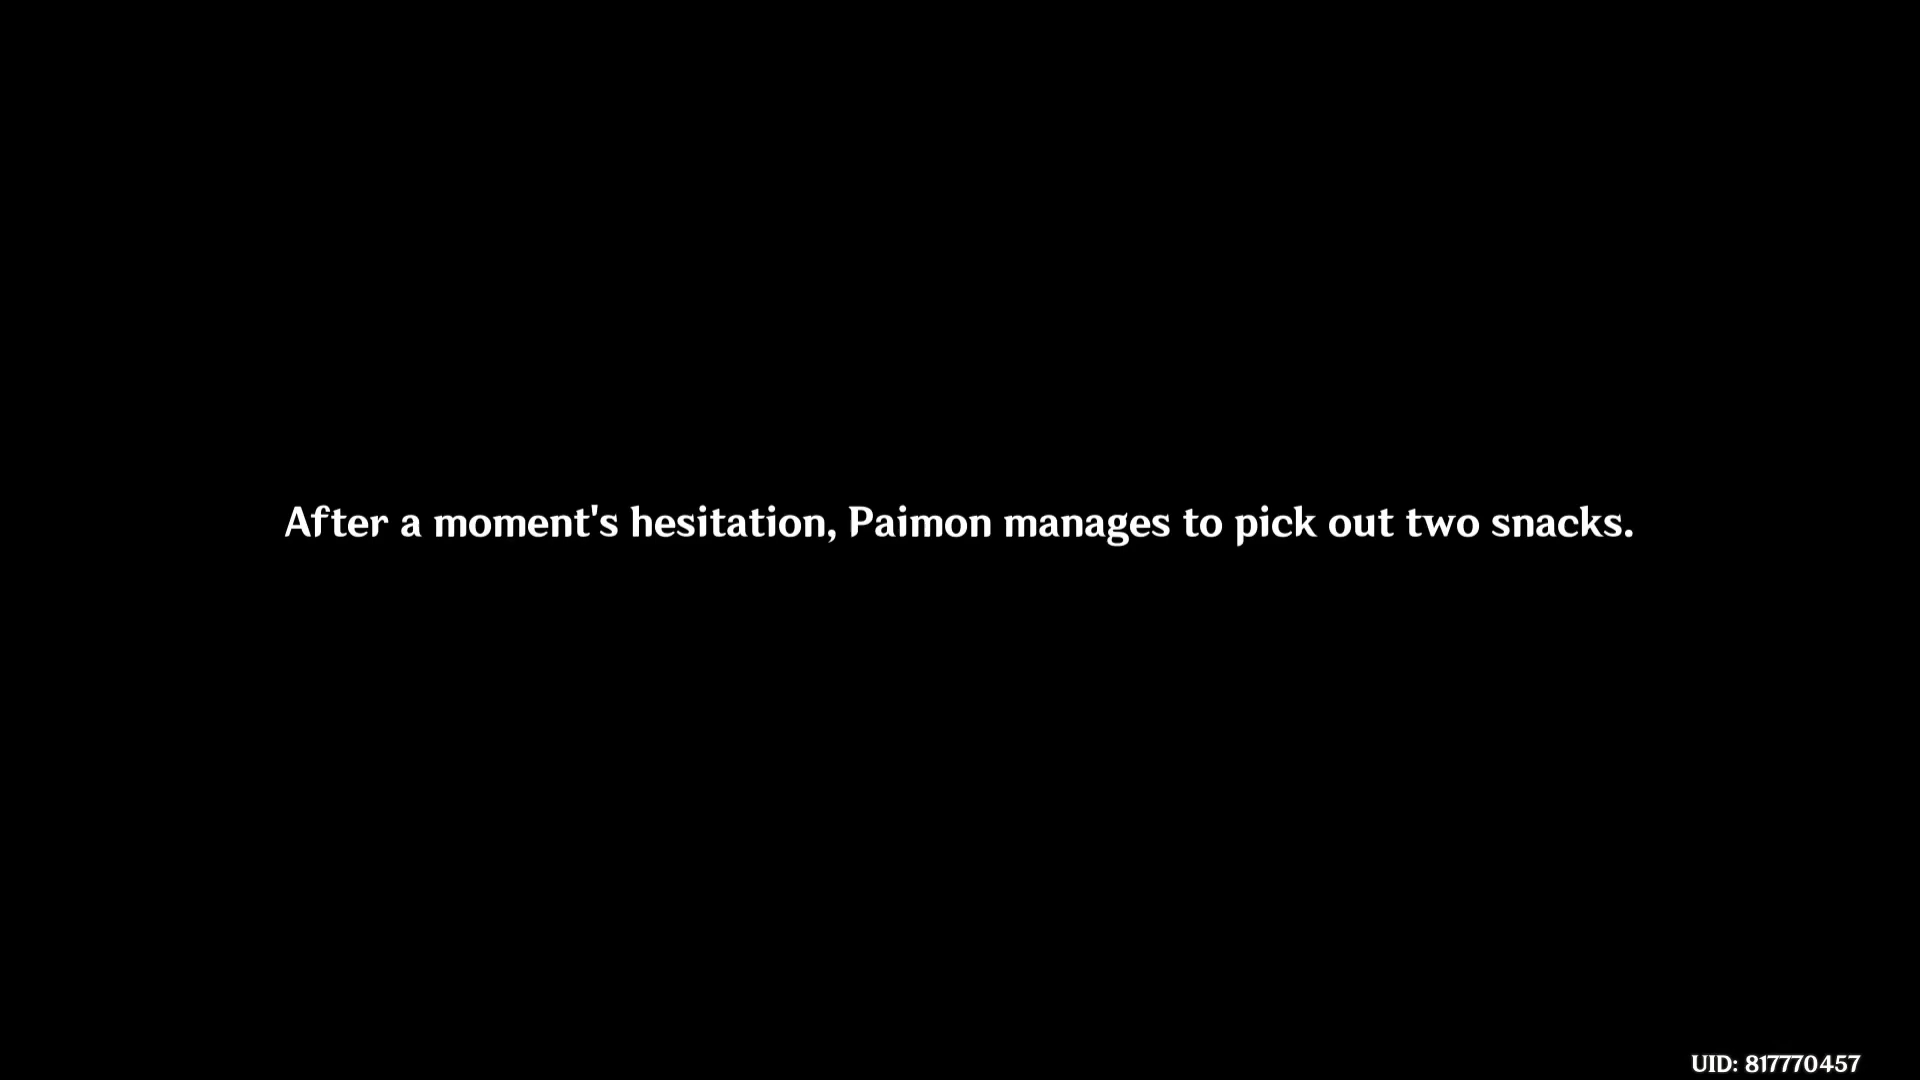 After a moment's hesitation, Paimon manages to pick out two snacks.
UID: 817770457